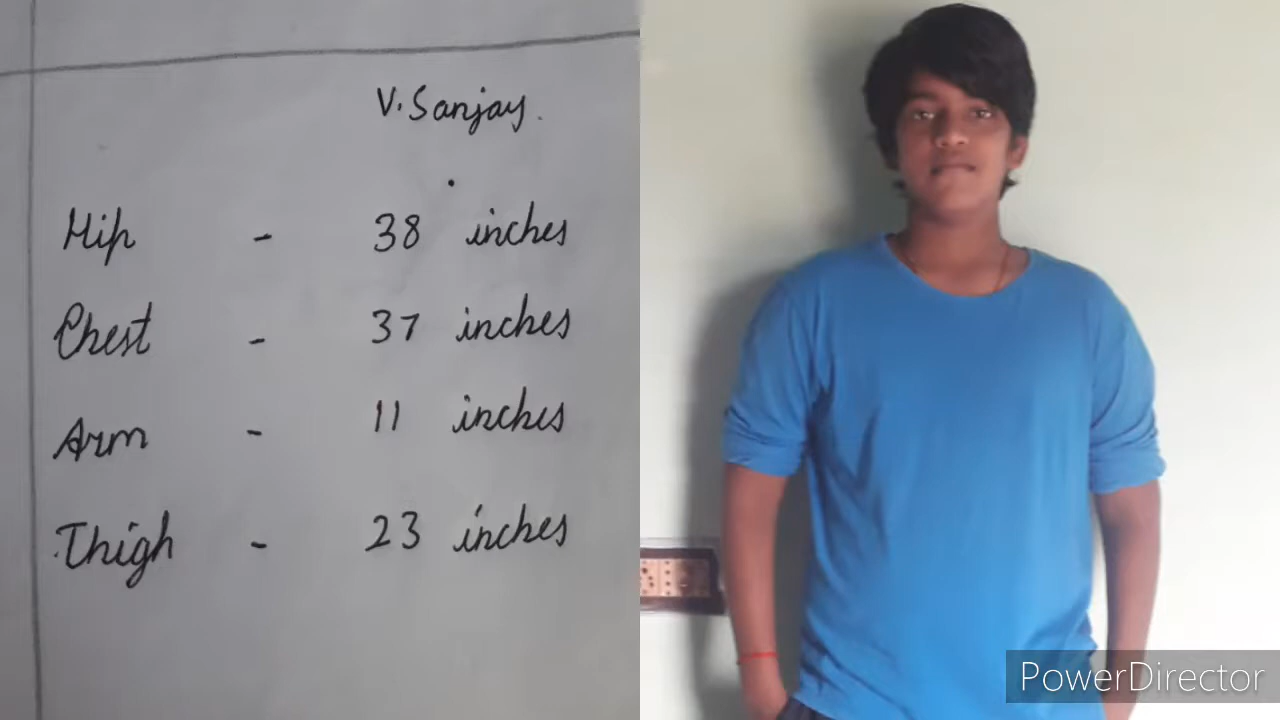 V. Sanjay.
Hip - 38 inches
Chest - 37 inches
Arm - 11 inches
Thigh - 23 inches
PowerDirector